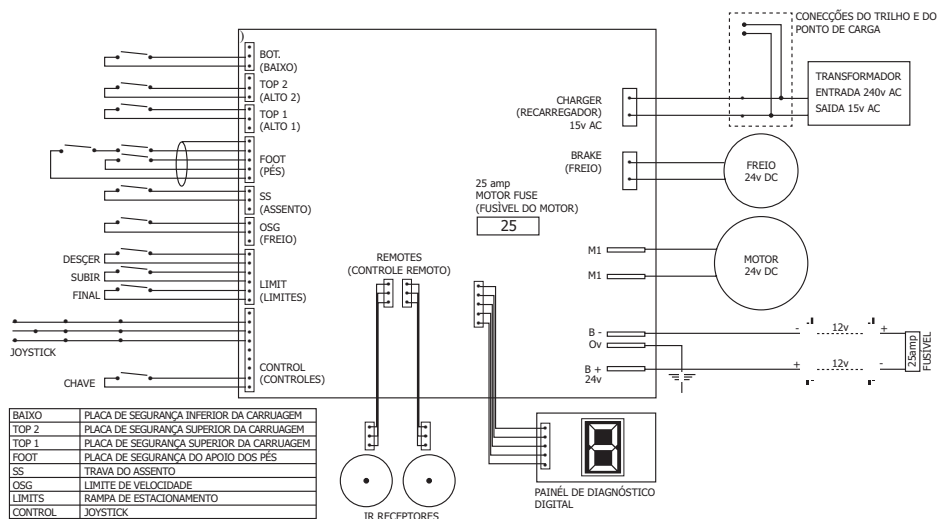 BOT.
(BAIXO)
TOP 2
(ALTO 2)
TOP 1
(ALTO 1)
FOOT
(PÉS)
SS
(ASSENTO)
OSG
(FREIO)
DESÇER
SUBIR
FINAL
LIMIT
(LIMITES)
JOYSTICK
CONTROL
(CONTROLES)
CHAVE
REMOTES
(CONTROLE REMOTO)
25 amp
MOTOR FUSE
(FUSÌVEL DO MOTOR)
25
CHARGER
(RECARREGADOR)
15v AC
BRAKE
(FREIO)
M1
M1
B -
Ov
B +
24v
CONECÇÕES DO TRILHO E DO
PONTO DE CARGA
TRANSFORMADOR
ENTRADA 240v AC
SAIDA 15v AC
FREIO
24v DC
MOTOR
24v DC
- 12v +
+ 12v -
25amp
FUSÍVEL
BAIXO PLACA DE SEGURANÇA INFERIOR DA CARRUAGEM
TOP 2 PLACA DE SEGURANÇA SUPERIOR DA CARRUAGEM
TOP 1 PLACA DE SEGURANÇA SUPERIOR DA CARRUAGEM
FOOT PLACA DE SEGURANÇA DO APOIO DOS PÉS
SS TRAVA DO ASSENTO
OSG LIMITE DE VELOCIDADE
LIMITS RAMPA DE ESTACIONAMENTO
CONTROL JOYSTICK
IR RECEPTORES
PAINÉL DE DIAGNÓSTICO
DIGITAL